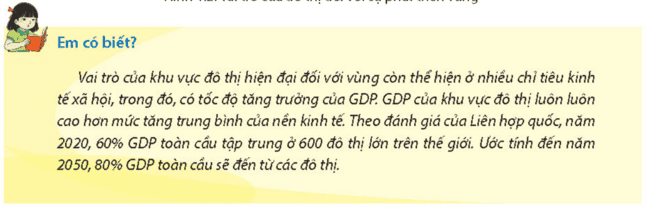 Em có biết?
Vai trò của khu vực đô thị hiện đại đối với vùng còn thể hiện ở nhiều chỉ tiêu kinh
tế xã hội, trong đó, có tốc độ tăng trưởng của GDP. GDP của khu vực đô thị luôn luôn
cao hơn mức tăng trung bình của nền kinh tế. Theo đánh giá của Liên hợp quốc, năm
2020, 60% GDP toàn cầu tập trung ở 600 đô thị lớn trên thế giới. Ước tính đến năm
2050, 80% GDP toàn cầu sẽ đến từ các đô thị.